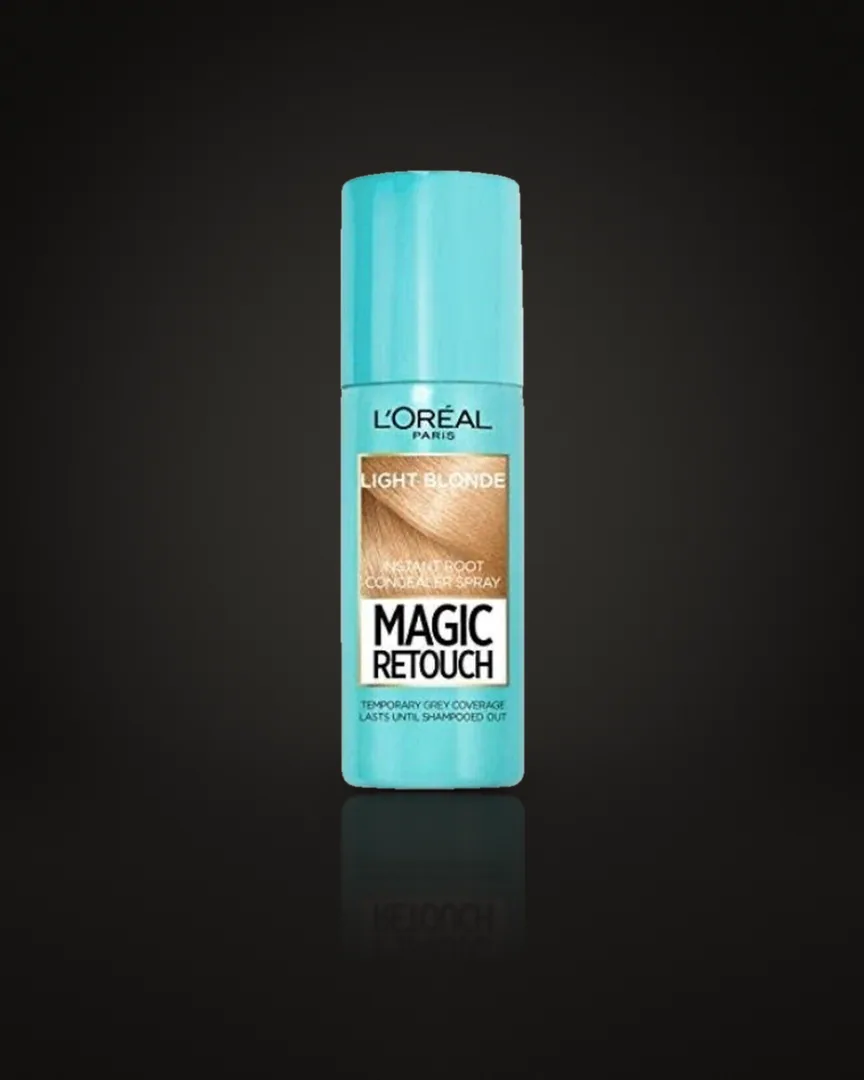 L'ORÉAL
PARIS
LIGHT BLONDE
INSTANT ROOT
CONCEALER SPRAY
MAGIC
RETOUCH
TEMPORARY GREY COVERAGE
LASTS UNTIL SHAMPOOED OUT